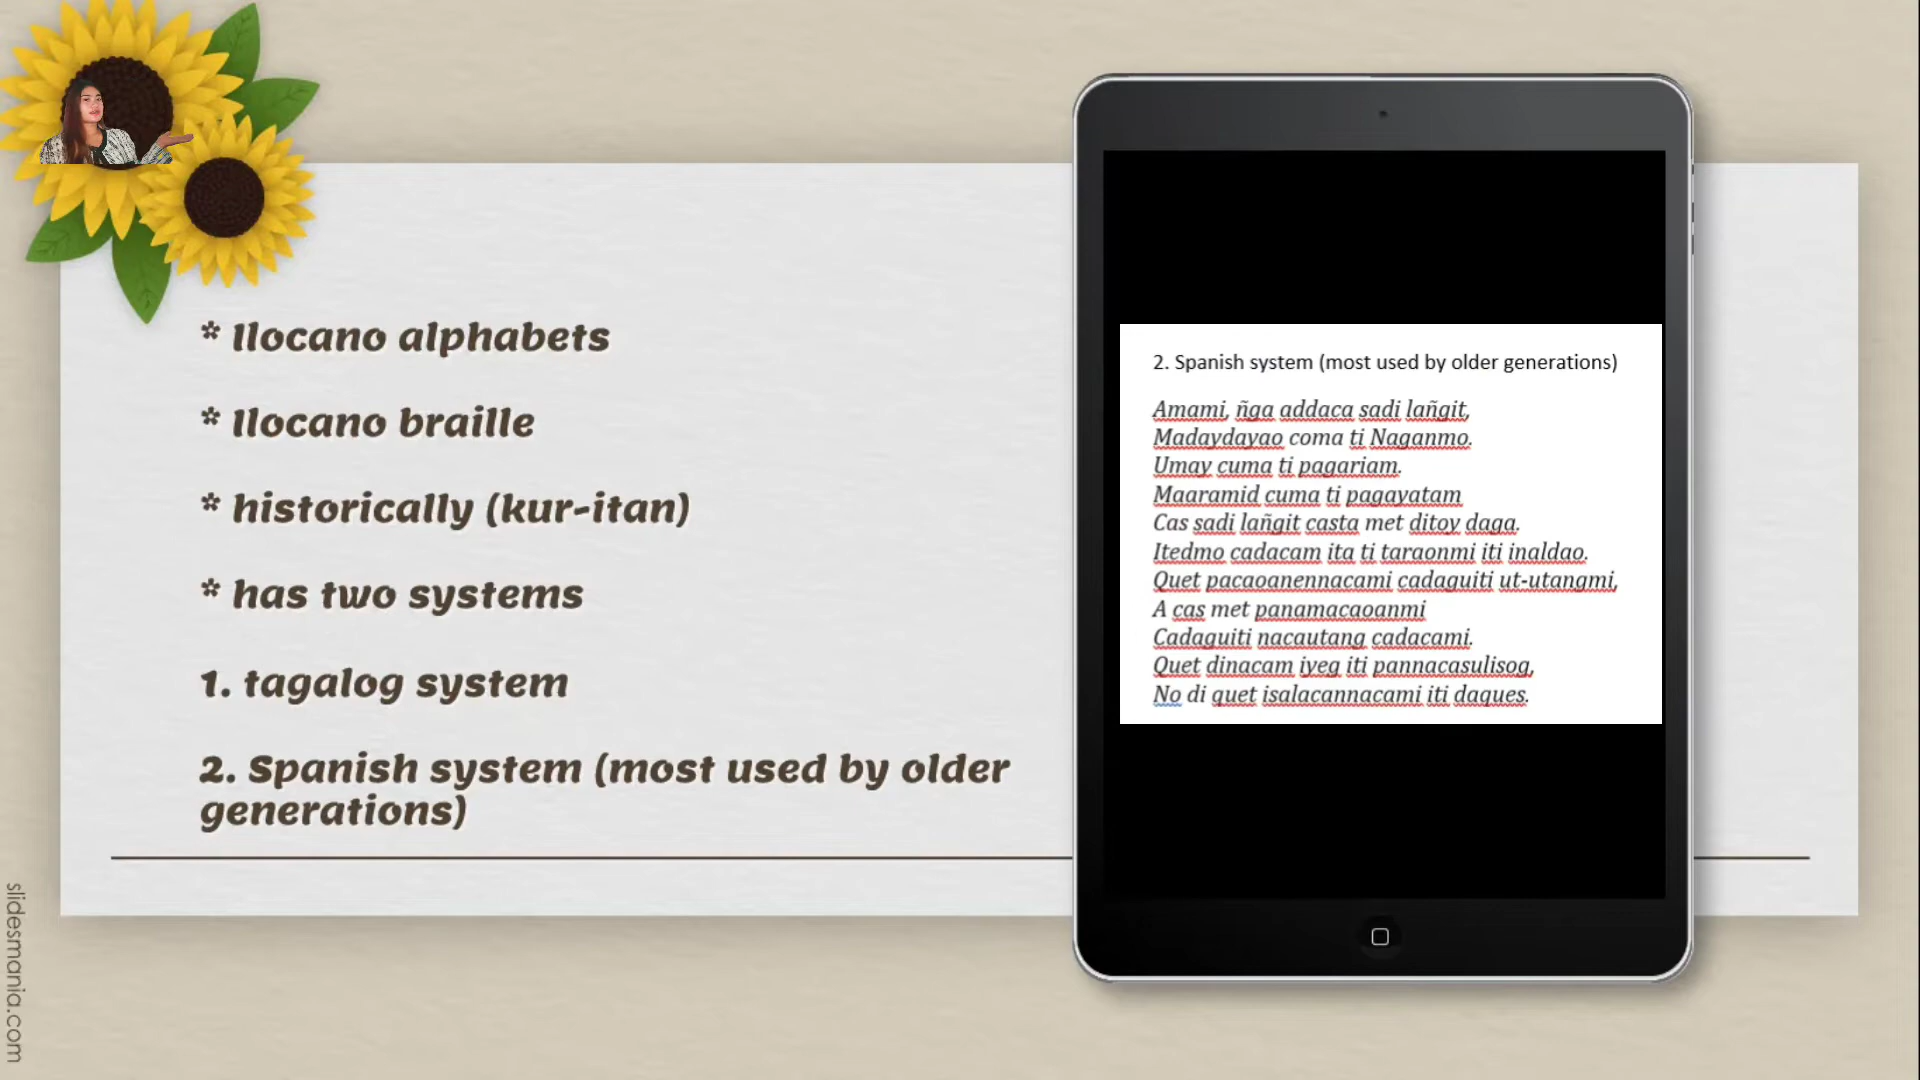 * Ilocano alphabets
* Ilocano braille
* historically (kur-itan)
* has two systems
1. tagalog system
2. Spanish system (most used by older
generations)
2. Spanish system (most used by older generations)
Amami, ñga addaca sadi lañgit,
Madaydayao coma ti Naganmo.
Umay cuma ti pagariam.
Maaramid cuma ti pagayatam
Cas sadi lañgit casta met ditoy daga.
Itedmo cadacam ita ti taraonmi iti inaldao.
Quet pacaoanennacami cadaguiti ut-utangmi,
A cas met panamacaoanmi
Cadaguiti nacautang cadacami.
Quet dinacam iyeg iti pannacasulisog,
No di quet isalacannacami iti daques.
slidesmania.com